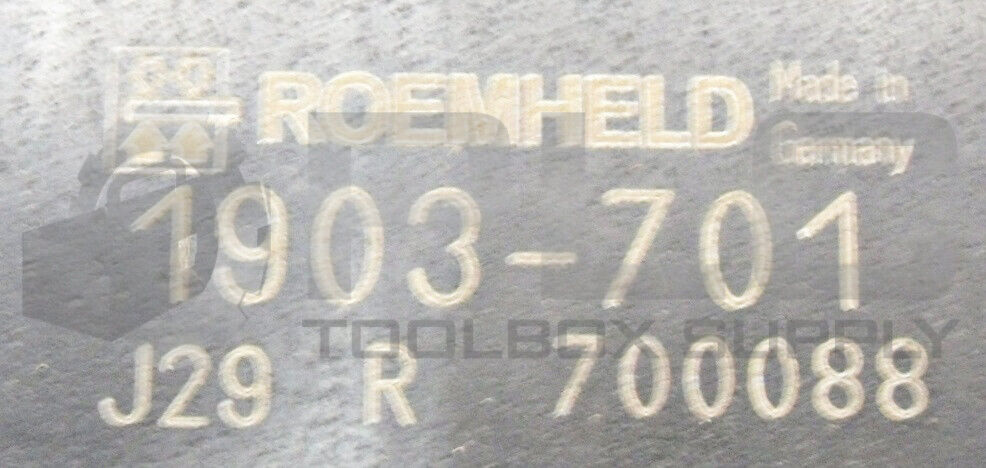 ROEMHELD Made in
Germany
1903-701
TOOLBOX SUPPLY
J29 R 700088